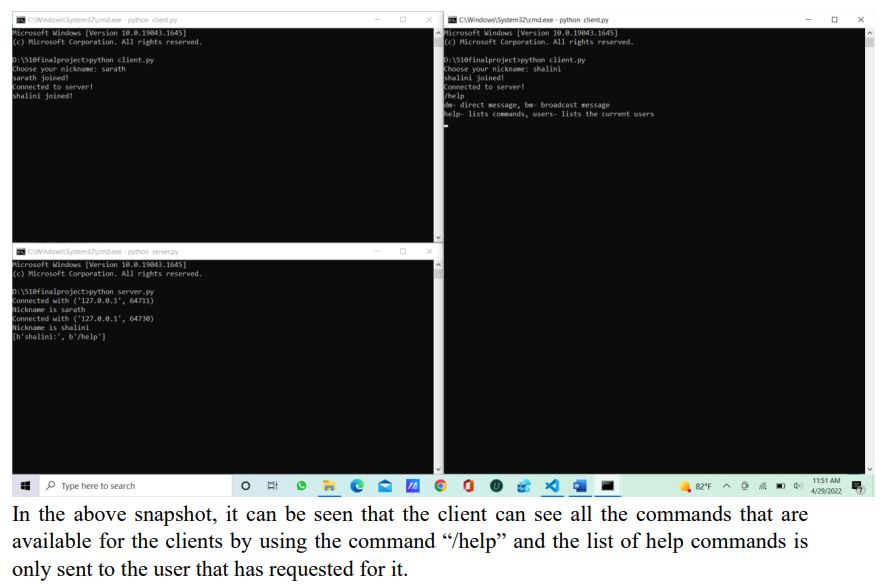 C:\Windows\System32\cmd.exe - python client.py
Microsoft Windows [Version 10.0.19043.1645]
(c) Microsoft Corporation. All rights reserved.
D:\510finalproject>python client.py
Choose your nickname: sarath
sarath joined!
Connected to server!
shalini joined!
C:\Windows\System32\cmd.exe - python client.py
Microsoft Windows [Version 10.0.19043.1645]
(c) Microsoft Corporation. All rights reserved.
D:\510finalproject>python client.py
Choose your nickname: shalini
shalini joined!
Connected to server!
/help
dm- direct message, bm- broadcast message
help- lists commands, users- lists the current users
C:\Windows\System32\cmd.exe - python server.py
Microsoft Windows [Version 10.0.19043.1645]
(c) Microsoft Corporation. All rights reserved.
D:\510finalproject>python server.py
Connected with ('127.0.0.1', 64711)
Nickname is sarath
Connected with ('127.0.0.1', 64730)
Nickname is shalini
[b'shalini:', b'/help']
Type here to search
82°F
11:51 AM
4/29/2022
In the above snapshot, it can be seen that the client can see all the commands that are
available for the clients by using the command “/help” and the list of help commands is
only sent to the user that has requested for it.